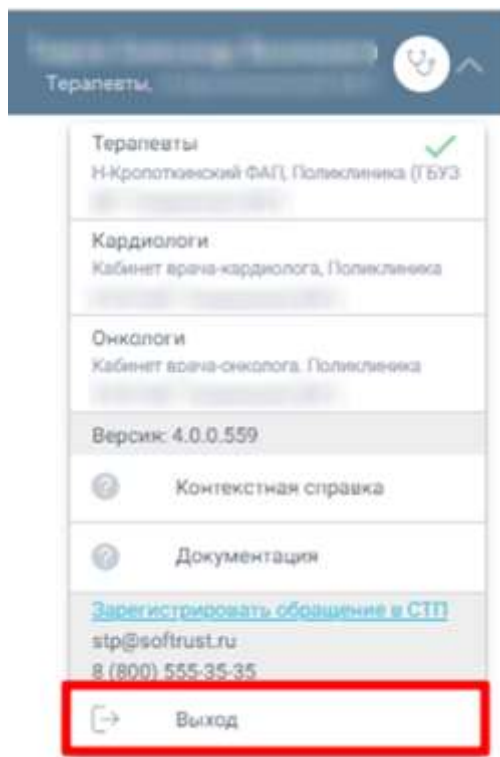 Терапевты,
Терапевты
Н-Кропоткинский ФАП, Поликлиника (ГБУЗ
Кардиологи
Кабинет врача-кардиолога, Поликлиника
Онкологи
Кабинет врача-онколога. Поликлиника
Версия: 4.0.0.559
Контекстная справка
Документация
Зарегистрировать обращение в СТП
stp@softrust.ru
8 (800) 555-35-35
Выход